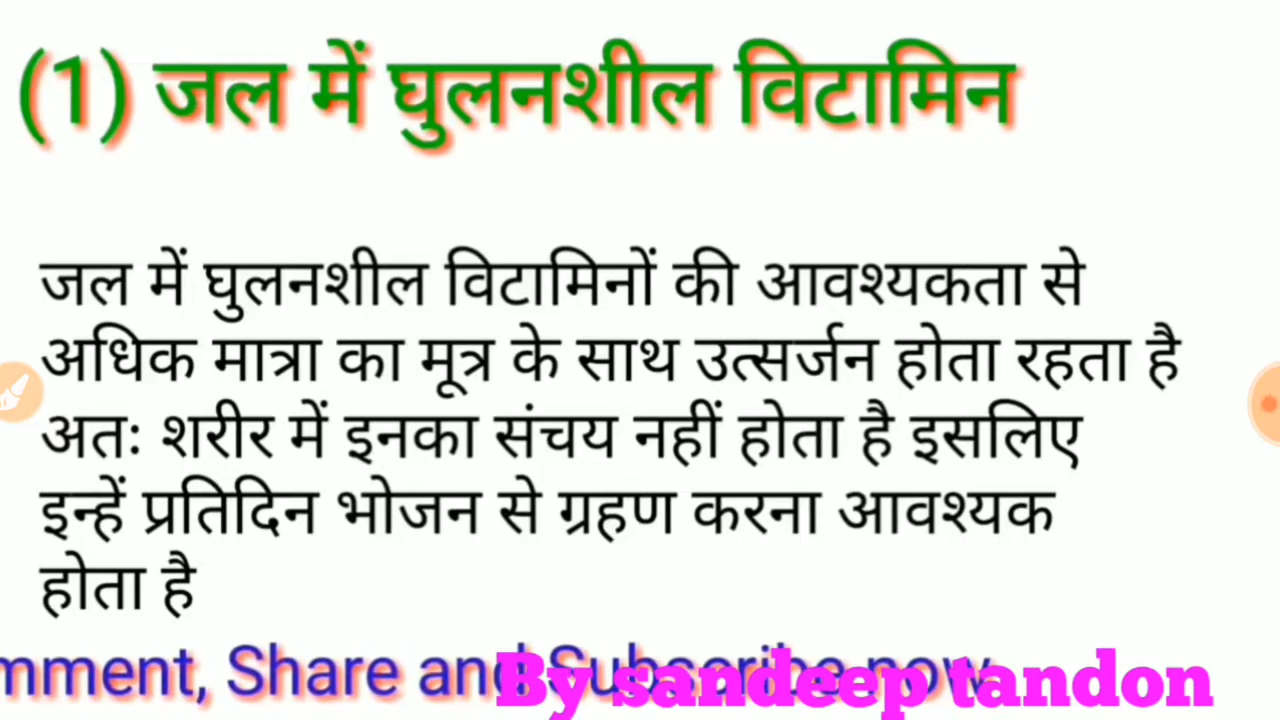 (1) जल में घुलनशील विटामिन
जल में घुलनशील विटामिनों की आवश्यकता से
अधिक मात्रा का मूत्र के साथ उत्सर्जन होता रहता है
अतः शरीर में इनका संचय नहीं होता है इसलिए
इन्हें प्रतिदिन भोजन से ग्रहण करना आवश्यक
होता है
mment, Share and Subscribe now
By sandeep tandon